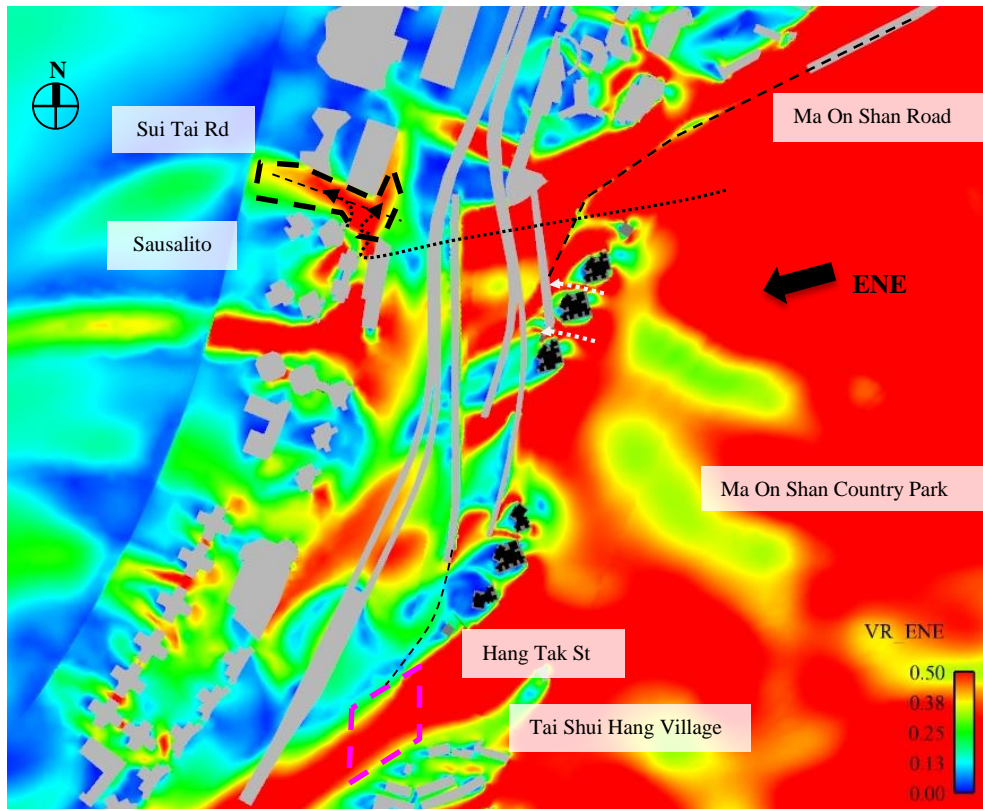 N
Sui Tai Rd
Ma On Shan Road
Sausalito
ENE
Ma On Shan Country Park
VR_ENE
Hang Tak St
0.50
0.38
Tai Shui Hang Village
0.25
0.13
0.00